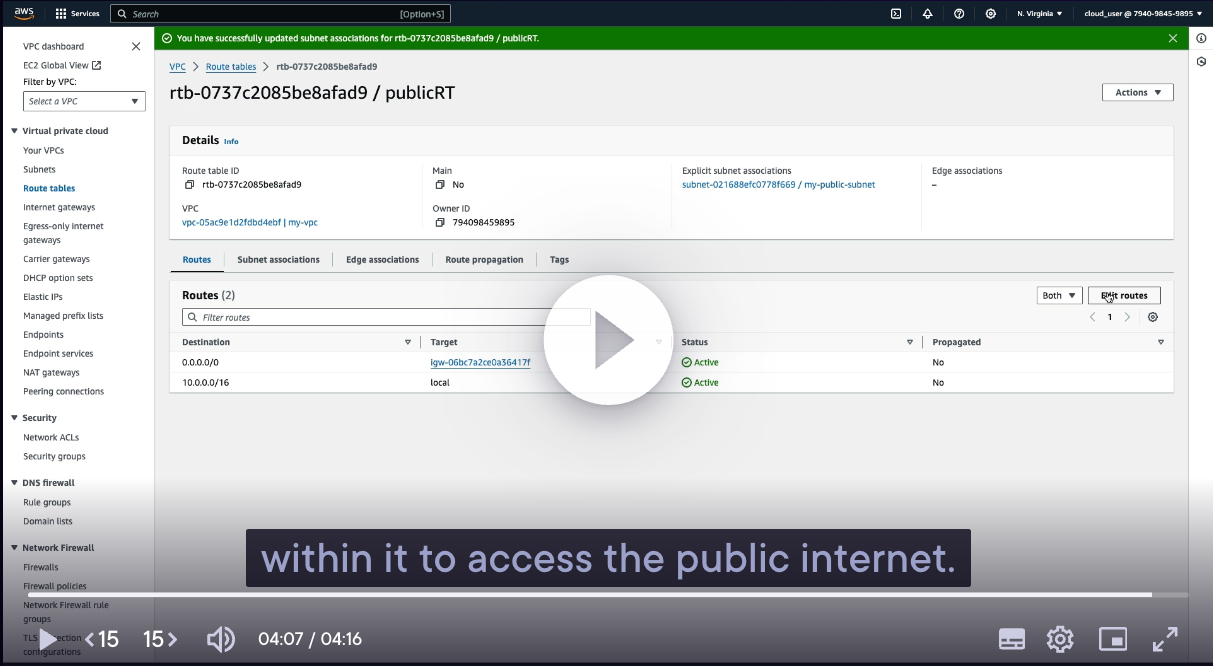 aws Services Search [Option+S] N. Virginia cloud_user @ 7940-9845-9895
VPC dashboard
EC2 Global View
Filter by VPC:
Select a VPC
Virtual private cloud
Your VPCs
Subnets
Route tables
Internet gateways
Egress-only internet
gateways
Carrier gateways
DHCP option sets
Elastic IPs
Managed prefix lists
Endpoints
Endpoint services
NAT gateways
Peering connections
Security
Network ACLs
Security groups
DNS firewall
Rule groups
Domain lists
Network Firewall
Firewalls
Firewall policies
Network Firewall rule
groups
TLS
configurations
You have successfully updated subnet associations for rtb-0737c2085be8afad9 / publicRT.
VPC > Route tables > rtb-0737c2085be8afad9
rtb-0737c2085be8afad9 / publicRT
Actions
Details Info
Route table ID
rtb-0737c2085be8afad9
Main
No
Explicit subnet associations
subnet-021688efc0778f669 / my-public-subnet
Edge associations
–
VPC
vpc-05ac9e1d2fdbd4ebf | my-vpc
Owner ID
794098459895
Routes Subnet associations Edge associations Route propagation Tags
Routes (2)
Both
Edit routes
Filter routes
1
Destination Target Status Propagated
0.0.0.0/0 igw-06bc7a2ce0a36417f Active No
10.0.0.0/16 local Active No
within it to access the public internet.
15 15 04:07 / 04:16